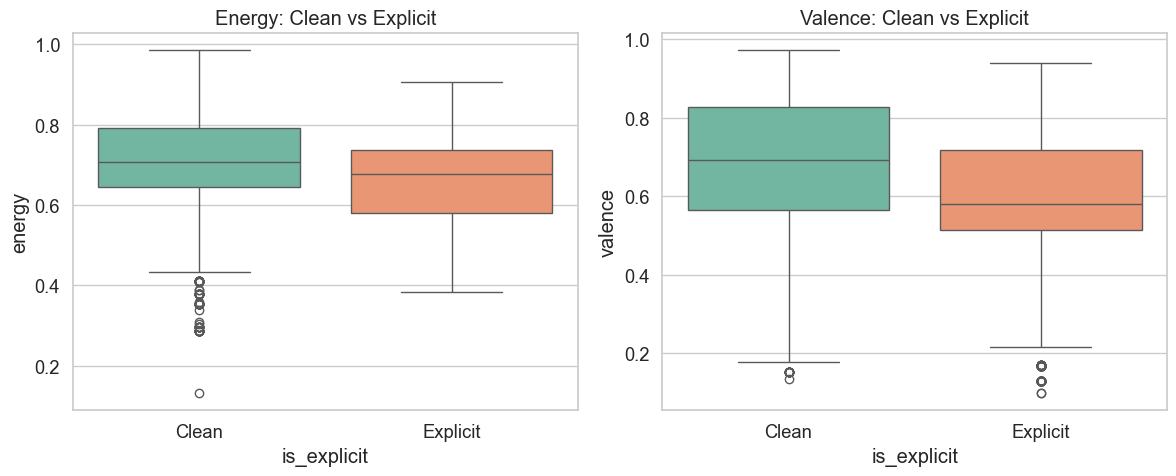 Energy: Clean vs Explicit
energy
1.0
0.8
0.6
0.4
0.2
Clean Explicit
is_explicit
Valence: Clean vs Explicit
valence
1.0
0.8
0.6
0.4
0.2
Clean Explicit
is_explicit